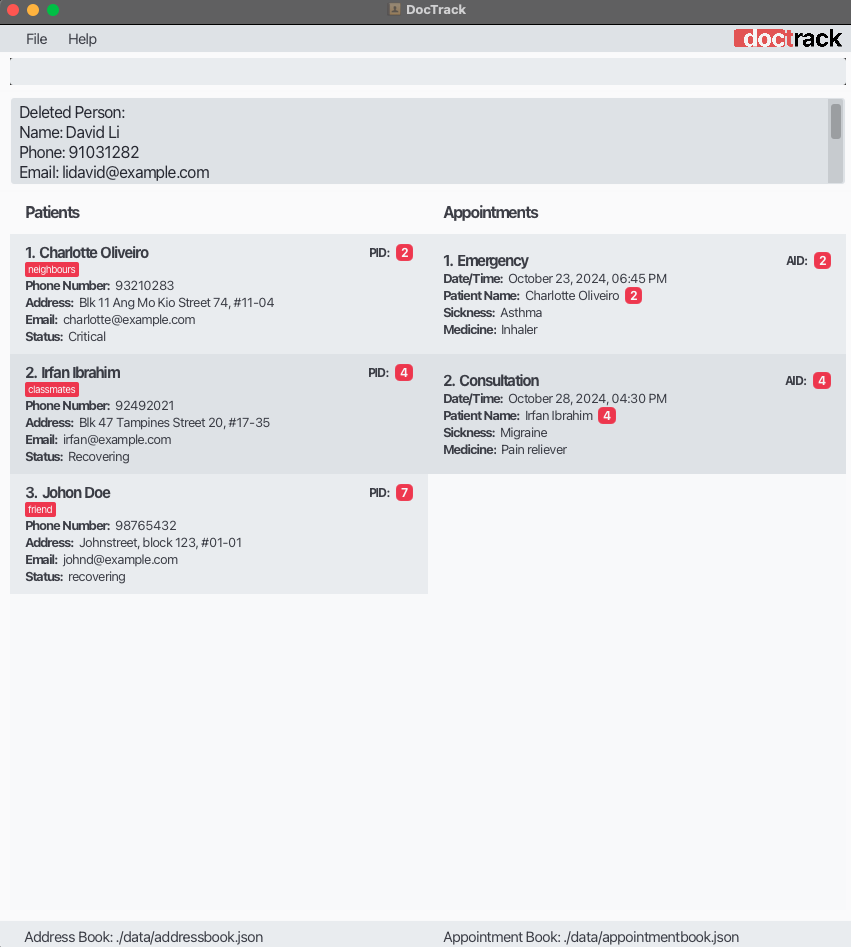 DocTrack
File Help
doctrack
Deleted Person:
Name: David Li
Phone: 91031282
Email: lidavid@example.com
Patients
1. Charlotte Oliveiro PID: 2
neighbours
Phone Number: 93210283
Address: Blk 11 Ang Mo Kio Street 74, #11-04
Email: charlotte@example.com
Status: Critical
2. Irfan Ibrahim PID: 4
classmates
Phone Number: 92492021
Address: Blk 47 Tampines Street 20, #17-35
Email: irfan@example.com
Status: Recovering
3. Johon Doe PID: 7
friend
Phone Number: 98765432
Address: Johnstreet, block 123, #01-01
Email: johnd@example.com
Status: recovering
Appointments
1. Emergency AID: 2
Date/Time: October 23, 2024, 06:45 PM
Patient Name: Charlotte Oliveiro 2
Sickness: Asthma
Medicine: Inhaler
2. Consultation AID: 4
Date/Time: October 28, 2024, 04:30 PM
Patient Name: Irfan Ibrahim 4
Sickness: Migraine
Medicine: Pain reliever
Address Book: ./data/addressbook.json
Appointment Book: ./data/appointmentbook.json